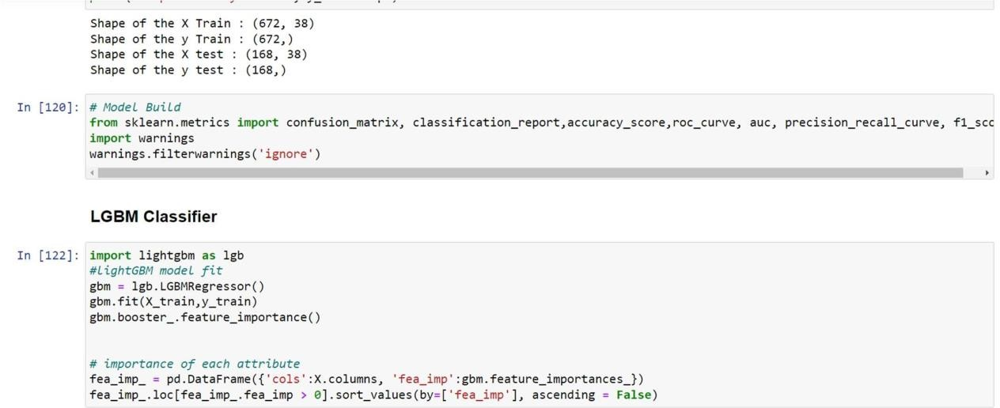 Shape of the X Train : (672, 38)
Shape of the y Train : (672,)
Shape of the X test : (168, 38)
Shape of the y test : (168,)
In [120]: # Model Build
from sklearn.metrics import confusion_matrix, classification_report,accuracy_score,roc_curve, auc, precision_recall_curve, f1_scc
import warnings
warnings.filterwarnings('ignore')
LGBM Classifier
In [122]: import lightgbm as lgb
#lightGBM model fit
gbm = lgb.LGBMRegressor()
gbm.fit(X_train,y_train)
gbm.booster_.feature_importance()
# importance of each attribute
fea_imp_ = pd.DataFrame({'cols':X.columns, 'fea_imp':gbm.feature_importances_})
fea_imp_.loc[fea_imp_.fea_imp > 0].sort_values(by=['fea_imp'], ascending = False)